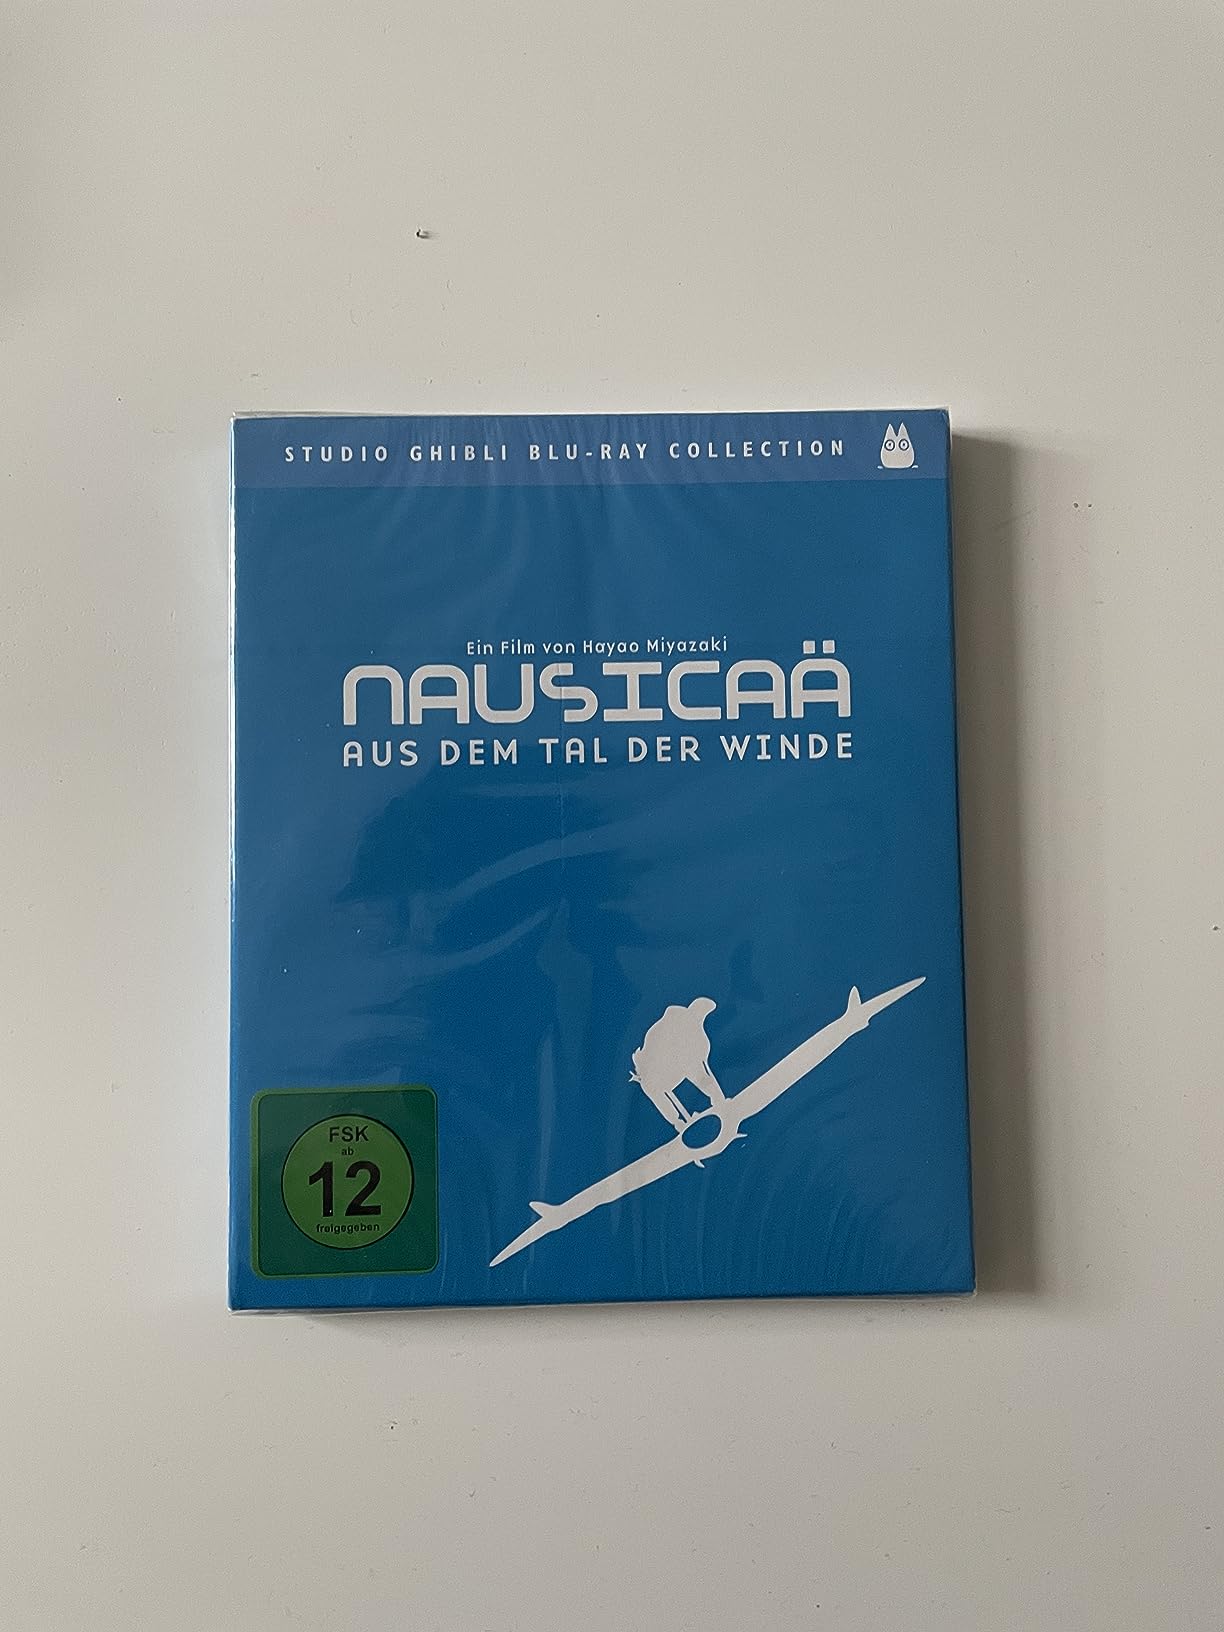 STUDIO GHIBLI BLU-RAY COLLECTION
Ein Film von Hayao Miyazaki
NAUSICAÄ
AUS DEM TAL DER WINDE
FSK
ab
12
freigegeben